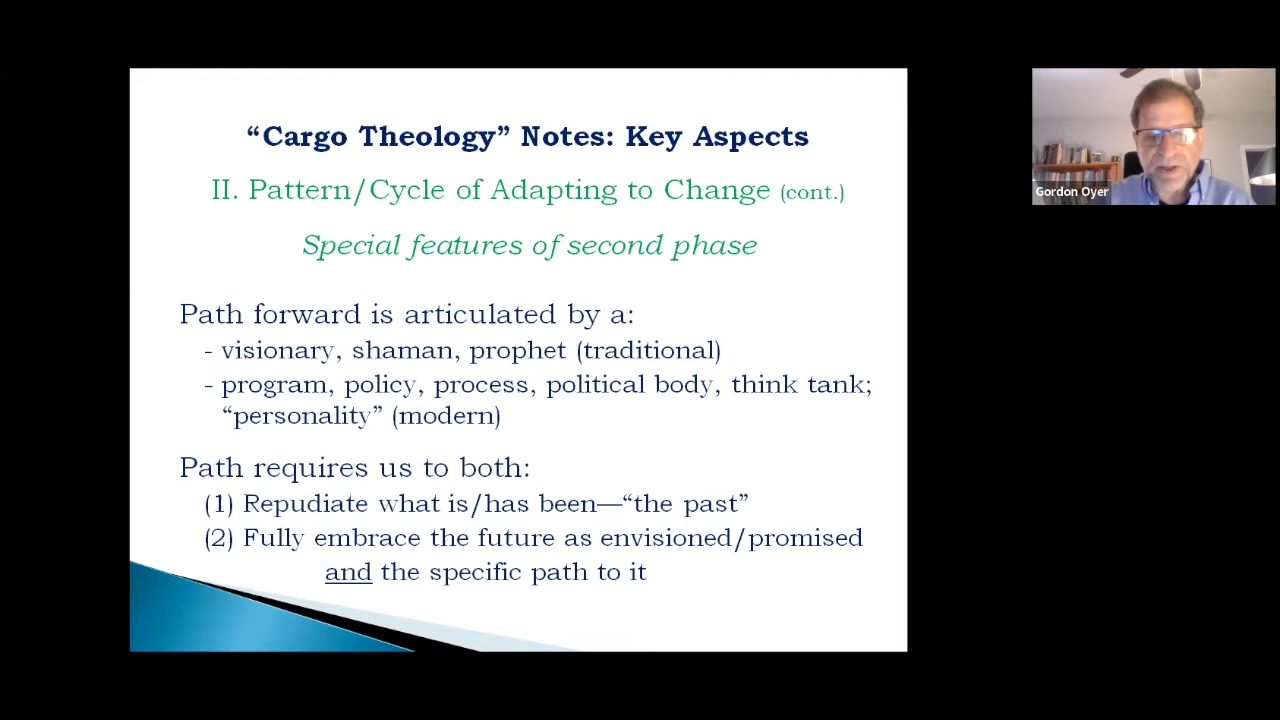 “Cargo Theology” Notes: Key Aspects
II. Pattern/Cycle of Adapting to Change (cont.)
Special features of second phase
Path forward is articulated by a:
- visionary, shaman, prophet (traditional)
- program, policy, process, political body, think tank;
“personality” (modern)
Path requires us to both:
(1) Repudiate what is/has been—“the past”
(2) Fully embrace the future as envisioned/promised
and the specific path to it
Gordon Oyer